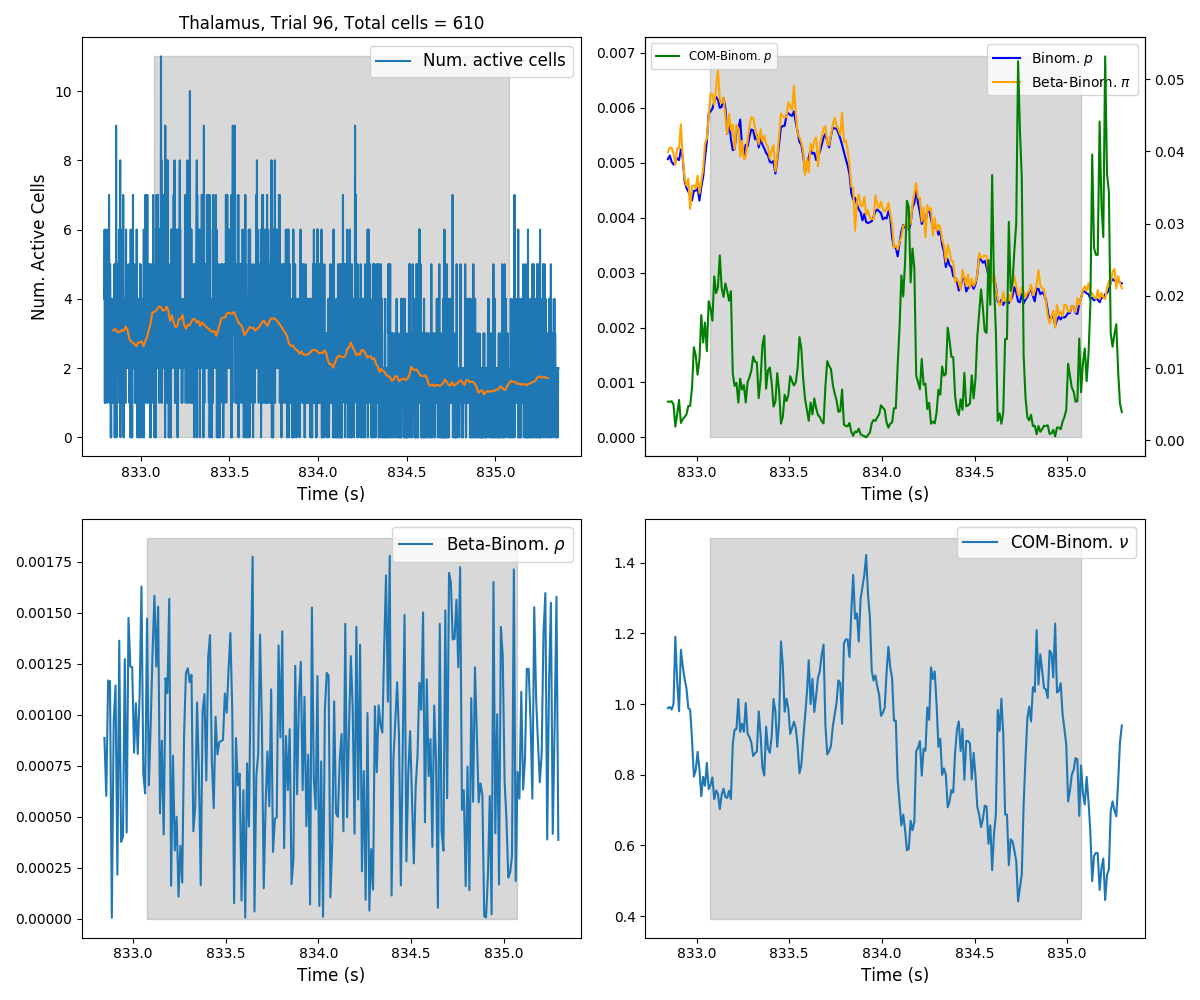 Thalamus, Trial 96, Total cells = 610
Num. active cells
Num. Active Cells
10
8
6
4
2
0
833.0 833.5 834.0 834.5 835.0
Time (s)
COM-Binom. p
Binom. p
Beta-Binom. π
0.007
0.006
0.005
0.004
0.003
0.002
0.001
0.000
0.05
0.04
0.03
0.02
0.01
0.00
833.0 833.5 834.0 834.5 835.0
Time (s)
Beta-Binom. ρ
0.00175
0.00150
0.00125
0.00100
0.00075
0.00050
0.00025
0.00000
833.0 833.5 834.0 834.5 835.0
Time (s)
COM-Binom. ν
1.4
1.2
1.0
0.8
0.6
0.4
833.0 833.5 834.0 834.5 835.0
Time (s)